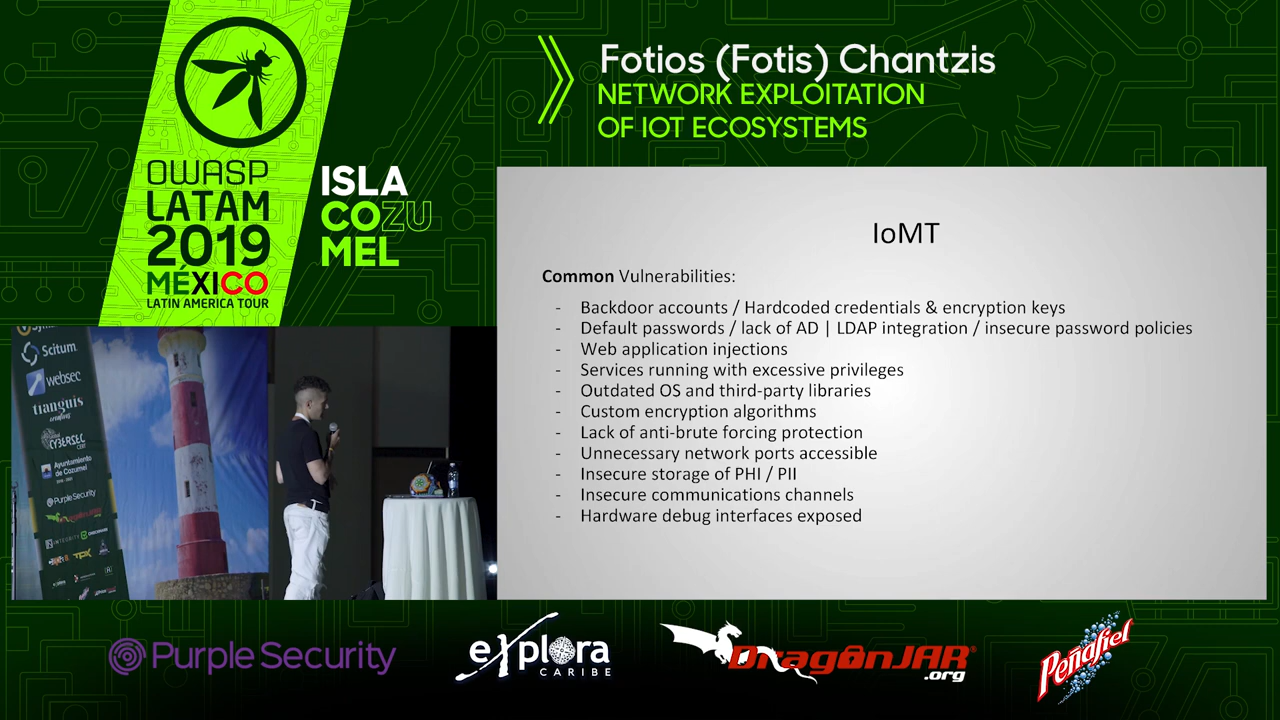 OWASP
LATAM
2019
MÉXICO
LATIN AMERICA TOUR
ISLA
COZU
MEL
Fotios (Fotis) Chantzis
NETWORK EXPLOITATION
OF IOT ECOSYSTEMS
IoMT
Common Vulnerabilities:
- Backdoor accounts / Hardcoded credentials & encryption keys
- Default passwords / lack of AD | LDAP integration / insecure password policies
- Web application injections
- Services running with excessive privileges
- Outdated OS and third-party libraries
- Custom encryption algorithms
- Lack of anti-brute forcing protection
- Unnecessary network ports accessible
- Insecure storage of PHI / PII
- Insecure communications channels
- Hardware debug interfaces exposed
Scitum.
websec
tianguis
CYBERSEC
Ayuntamiento
de Cozumel
Purple Security
Purple Security
explora
CARIBE
DragonJAR
.org
Peñafiel